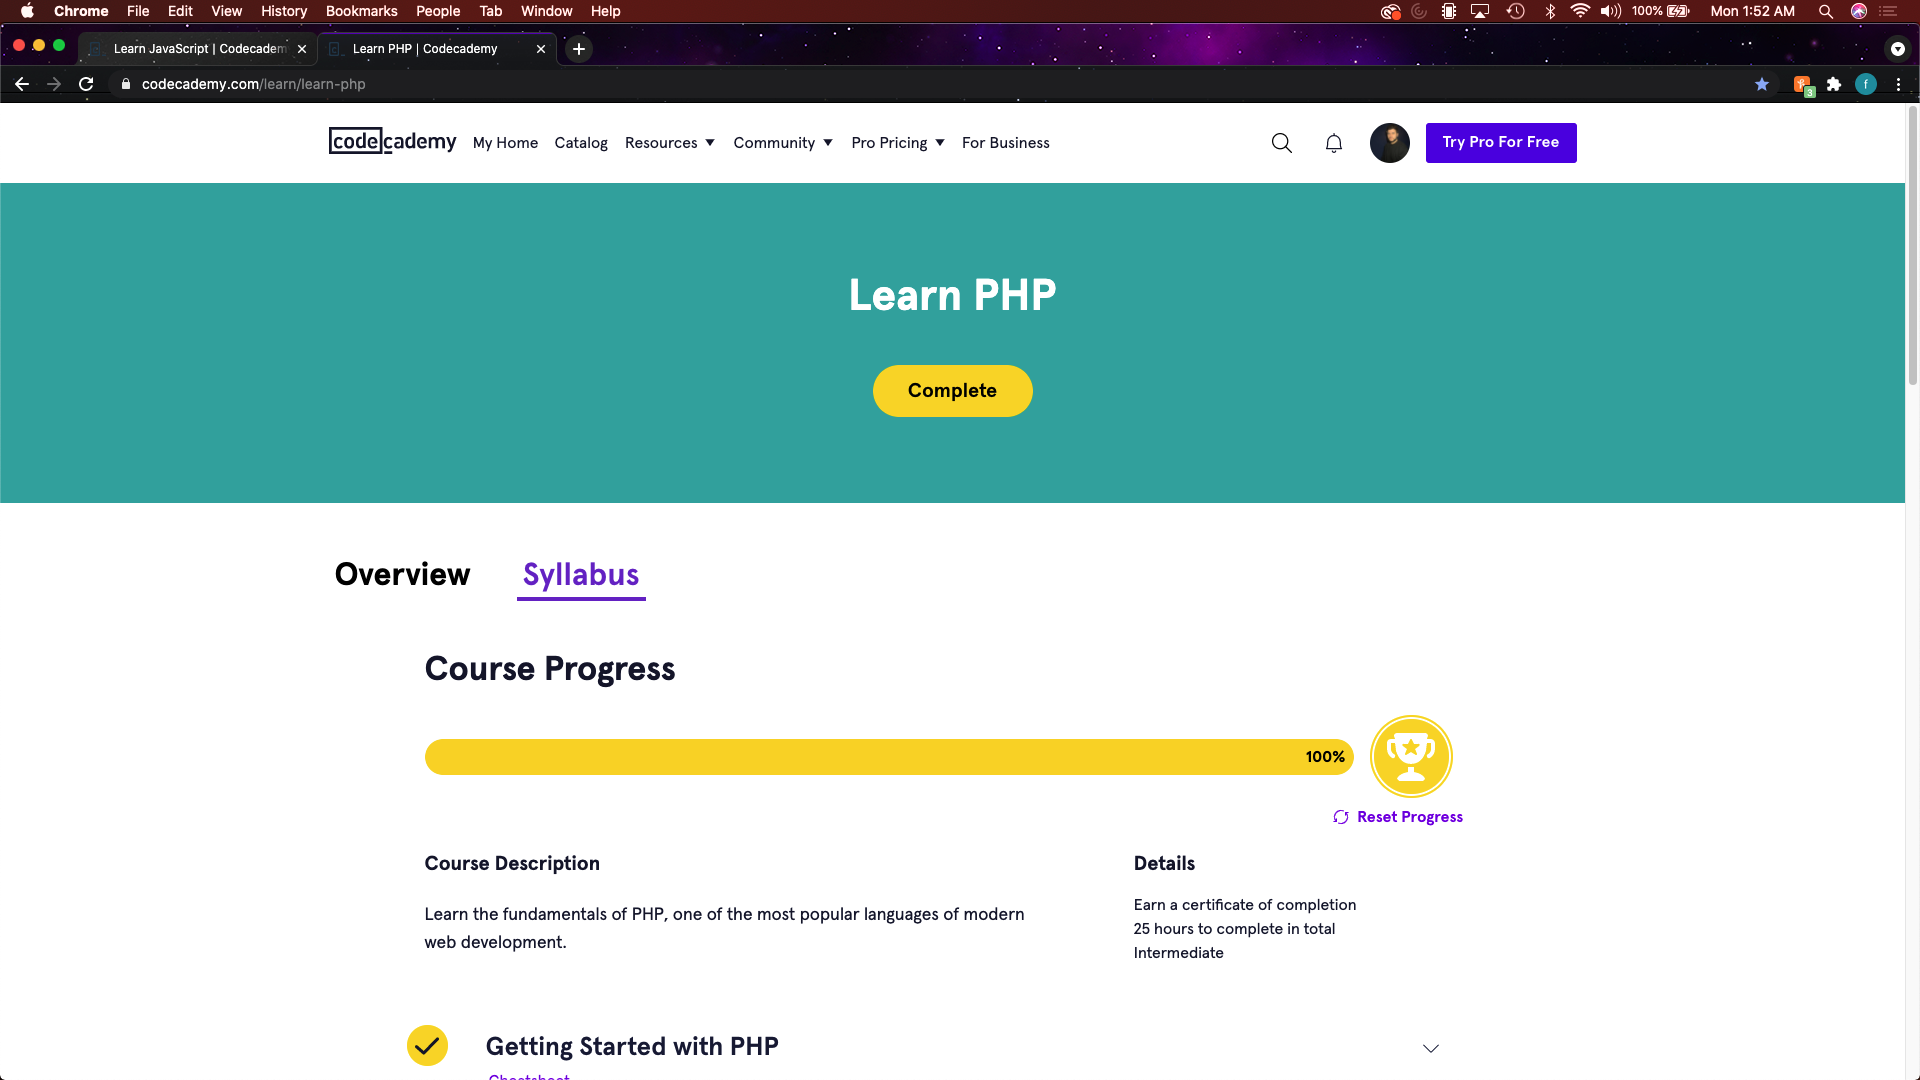 Chrome File Edit View History Bookmarks People Tab Window Help 100% Mon 1:52 AM
Learn JavaScript | Codecadem
Learn PHP | Codecademy
codecademy.com/learn/learn-php
3
f
codecademy My Home Catalog Resources Community Pro Pricing For Business Try Pro For Free
Learn PHP
Complete
Overview Syllabus
Course Progress
100%
Reset Progress
Course Description
Learn the fundamentals of PHP, one of the most popular languages of modern
web development.
Details
Earn a certificate of completion
25 hours to complete in total
Intermediate
Getting Started with PHP
Cheatsheet